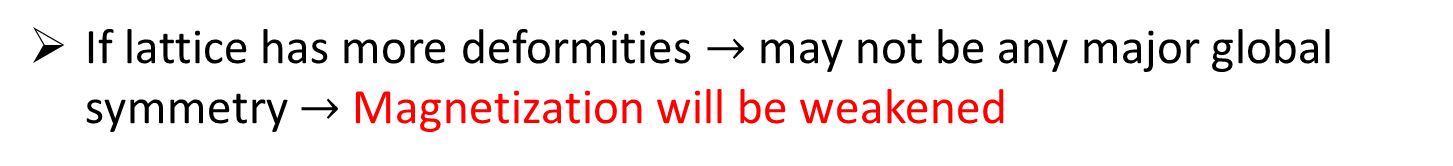 ➢ If lattice has more deformities → may not be any major global
symmetry → Magnetization will be weakened